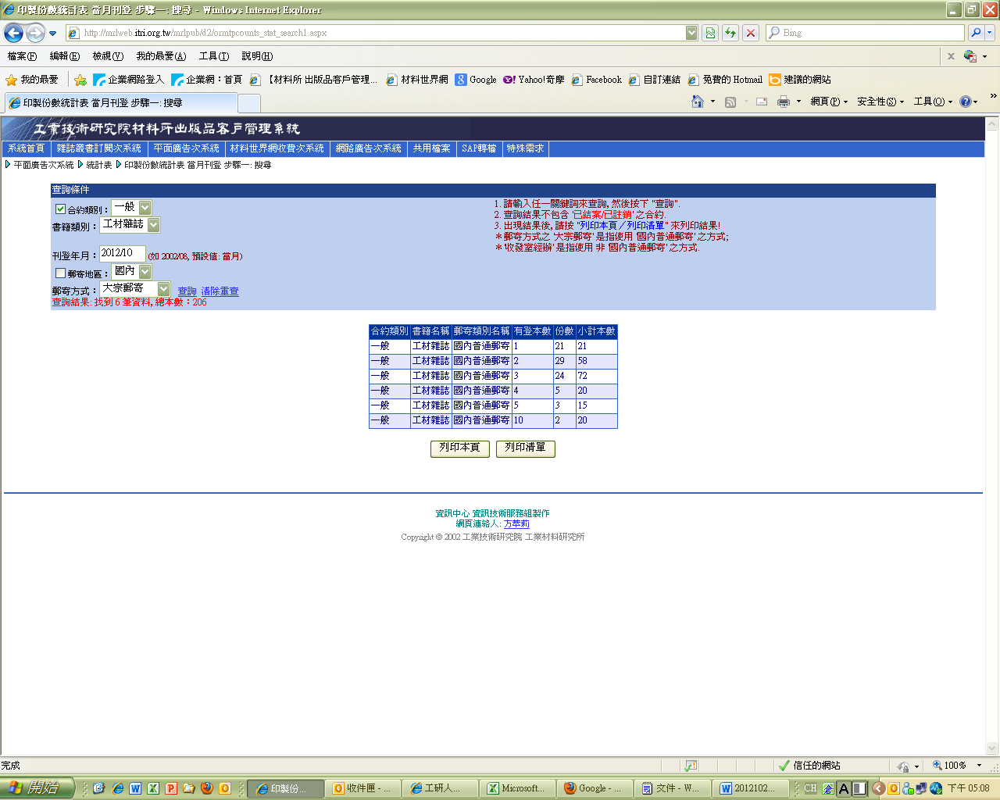 印製份數統計表 當月刊登 步驟一: 搜尋 - Windows Internet Explorer
http://mrlweb.itri.org.tw/mrlpub/d2/ormtpcounts_stat_search1.aspx
Bing
檔案(F) 編輯(E) 檢視(V) 我的最愛(A) 工具(T) 說明(H)
我的最愛 企業網路登入 企業網：首頁 【材料所 出版品客戶管理... 材料世界網 Google Yahoo!奇摩 Facebook 自訂連結 免費的 Hotmail 建議的網站
印製份數統計表 當月刊登 步驟一: 搜尋 網頁(P) 安全性(S) 工具(O)
工業技術研究院材料所出版品客戶管理系統
系統首頁 雜誌叢書訂閱次系統 平面廣告次系統 材料世界網收費次系統 網路廣告次系統 共用檔案 SAP轉檔 特殊需求
平面廣告次系統 統計表 印製份數統計表 當月刊登 步驟一: 搜尋
查詢條件
合約類別： 一般
書籍類別： 工材雜誌
刊登年月： 2012/10 (如 2002/08, 預設值: 當月)
郵寄地區： 國內
郵寄方式： 大宗郵寄 查詢 清除重查
查詢結果: 找到 6 筆資料, 總本數：206
1. 請輸入任一關鍵詞來查詢, 然後按下 "查詢".
2. 查詢結果不包含 '已結案/已註銷' 之合約.
3. 出現結果後, 請按 "列印本頁／列印清單" 來列印結果!
＊郵寄方式之 '大宗郵寄' 是指使用 '國內普通郵寄' 之方式;
＊'收發室經辦' 是指使用 非 '國內普通郵寄' 之方式.
合約類別 書籍名稱 郵寄類別名稱 有登本數 份數 小計本數
一般 工材雜誌 國內普通郵寄 1 21 21
一般 工材雜誌 國內普通郵寄 2 29 58
一般 工材雜誌 國內普通郵寄 3 24 72
一般 工材雜誌 國內普通郵寄 4 5 20
一般 工材雜誌 國內普通郵寄 5 3 15
一般 工材雜誌 國內普通郵寄 10 2 20
列印本頁 列印清單
資訊中心 資訊技術服務組製作
網頁連絡人: 方萃莉
Copyright © 2002 工業技術研究院 工業材料研究所
完成 信任的網站 100%
開始 印製份... 收件匣 - ... 工研人... Microsoft... Google - ... 交件 - W... 2012102... CH 下午 05:08